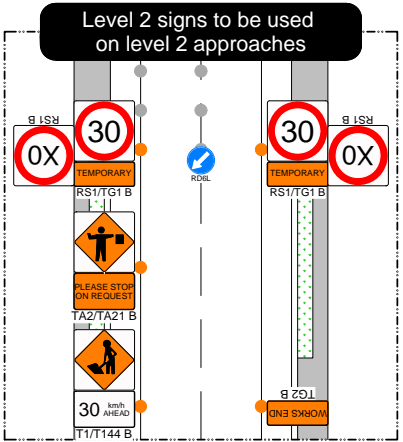 Level 2 signs to be used
on level 2 approaches
RS1 B
RS1 B
30
30
0X
0X
TEMPORARY
TEMPORARY
RD6L
RS1/TG1 B
RS1/TG1 B
PLEASE STOP
ON REQUEST
TA2/TA21 B
30 km/h
AHEAD
TG2 B
WORKS END
T1/T144 B